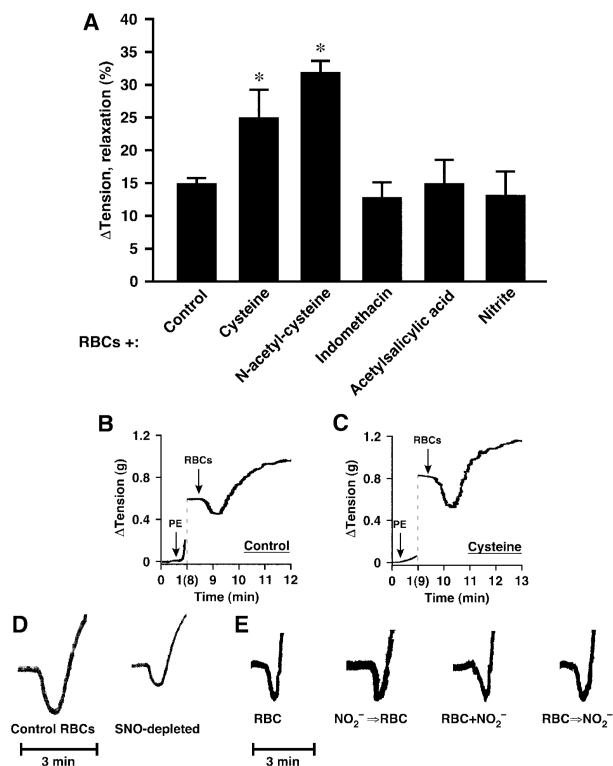 A
ΔTension, relaxation (%)
40
35
30
25
20
15
10
5
0
*
*
RBCs +:
Control
Cysteine
N-acetyl-cysteine
Indomethacin
Acetylsalicylic acid
Nitrite
B
ΔTension (g)
1.2
0.8
0.4
0
RBCs
PE
Control
0 1(8) 9 10 11 12
Time (min)
C
ΔTension (g)
1.2
0.8
0.4
0
RBCs
PE
Cysteine
0 1(9) 10 11 12 13
Time (min)
D
Control RBCs
SNO-depleted
3 min
E
RBC
NO₂⁻⇒RBC
RBC+NO₂⁻
RBC⇒NO₂⁻
3 min